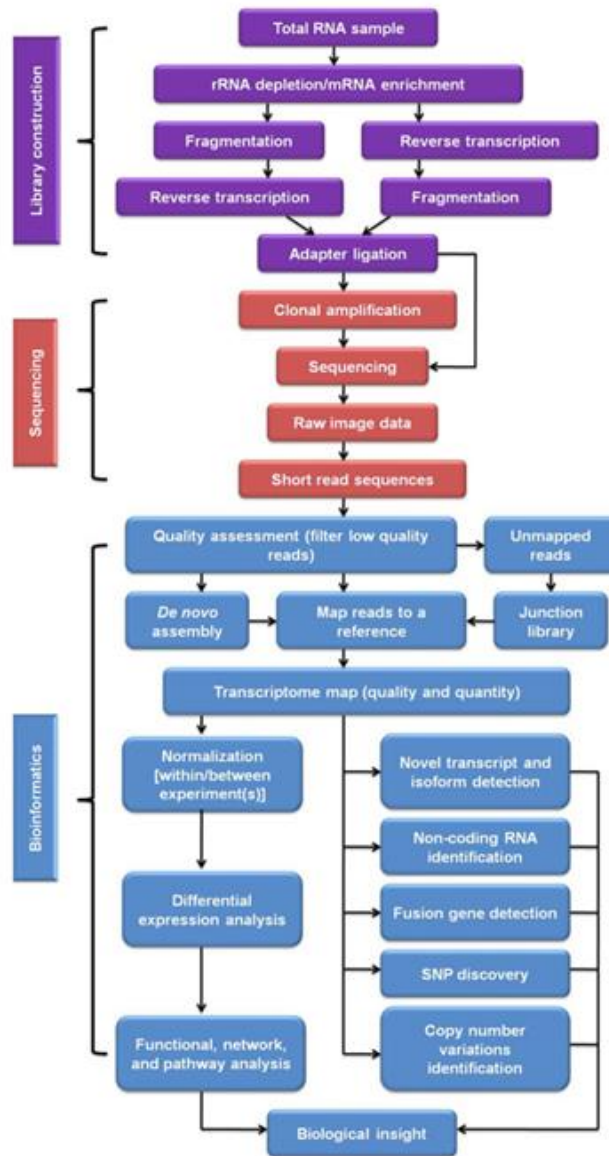 Library construction
Total RNA sample
rRNA depletion/mRNA enrichment
Fragmentation
Reverse transcription
Reverse transcription
Fragmentation
Adapter ligation
Sequencing
Clonal amplification
Sequencing
Raw image data
Short read sequences
Bioinformatics
Quality assessment (filter low quality
reads)
Unmapped
reads
De novo
assembly
Map reads to a
reference
Junction
library
Transcriptome map (quality and quantity)
Normalization
[within/between
experiment(s)]
Novel transcript and
isoform detection
Non-coding RNA
identification
Differential
expression analysis
Fusion gene detection
SNP discovery
Functional, network,
and pathway analysis
Copy number
variations
identification
Biological insight